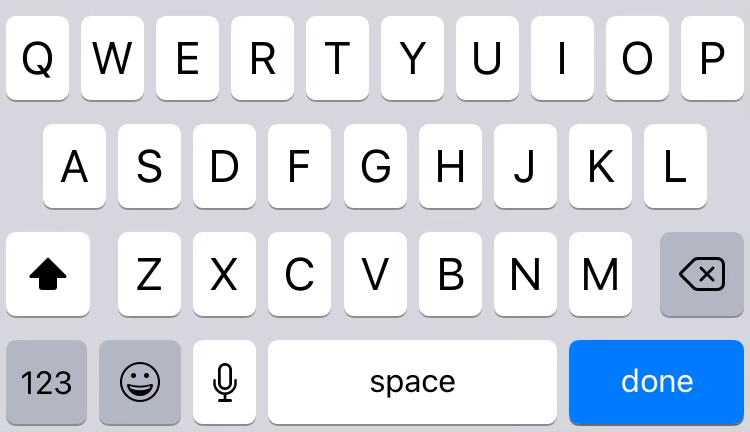 Q W E R T Y U I O P
A S D F G H J K L
Z X C V B N M
123 space done